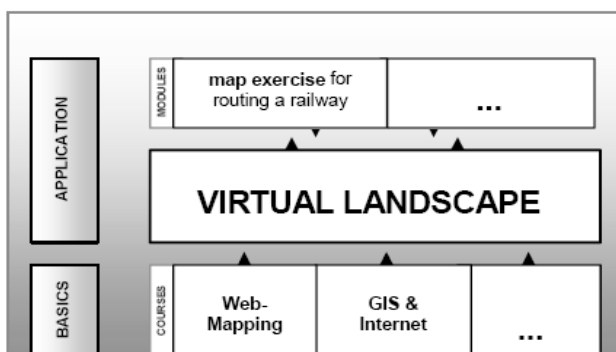 APPLICATION
MODULES
map exercise for
routing a railway
...
VIRTUAL LANDSCAPE
BASICS
COURSES
Web-
Mapping
GIS &
Internet
...